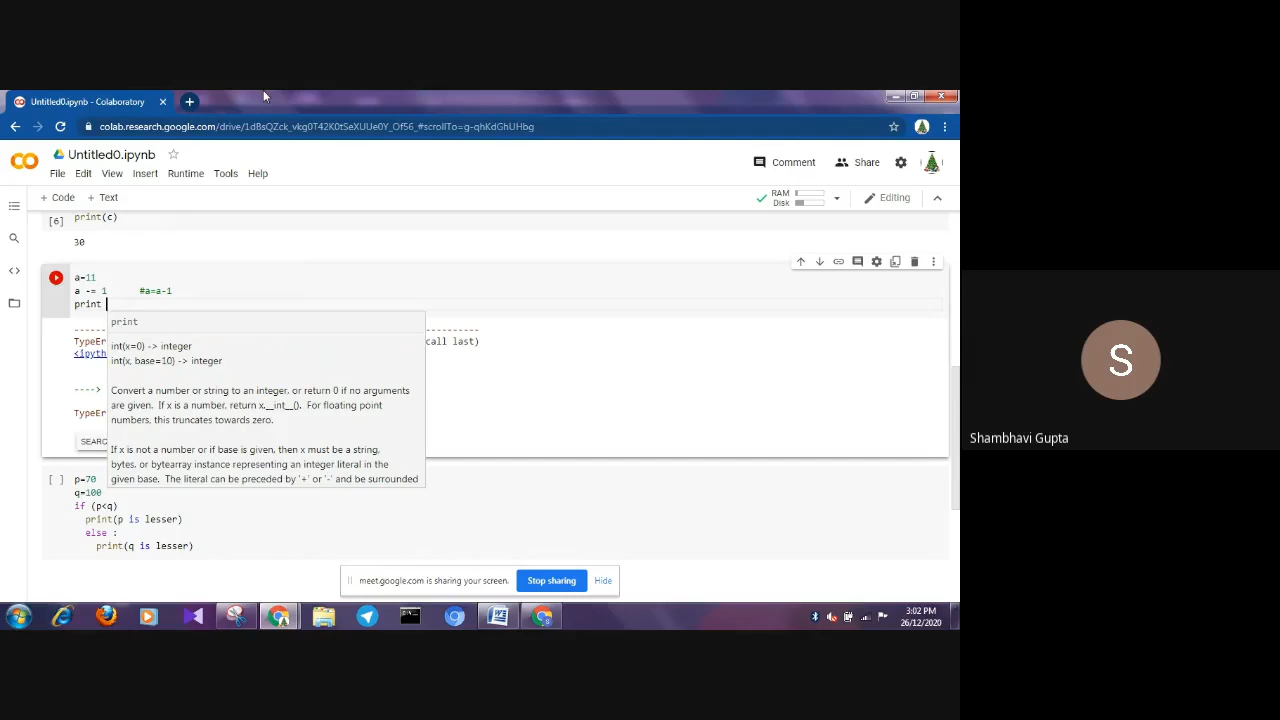 Untitled0.ipynb - Colaboratory
colab.research.google.com/drive/1dBsQZck_vkg0T42K0tSeXUUe0Y_Of56_#scrollTo=g-qhKdGhUHbg
Untitled0.ipynb
Comment
Share
File Edit View Insert Runtime Tools Help
+ Code + Text
RAM
Disk
Editing
[6] print(c)
30
a=11
a -= 1 #a=a-1
print
print
int(x=0) -> integer
int(x, base=10) -> integer
Convert a number or string to an integer, or return 0 if no arguments
are given. If x is a number, return x.__int__(). For floating point
numbers, this truncates towards zero.
If x is not a number or if base is given, then x must be a string,
bytes, or bytearray instance representing an integer literal in the
given base. The literal can be preceded by '+' or '-' and be surrounded
TypeEr call last)
<ipyth
---->
TypeEr
SEARC
[ ] p=70
q=100
if (p<q)
print(p is lesser)
else :
print(q is lesser)
meet.google.com is sharing your screen. Stop sharing Hide
3:02 PM
26/12/2020
S
Shambhavi Gupta